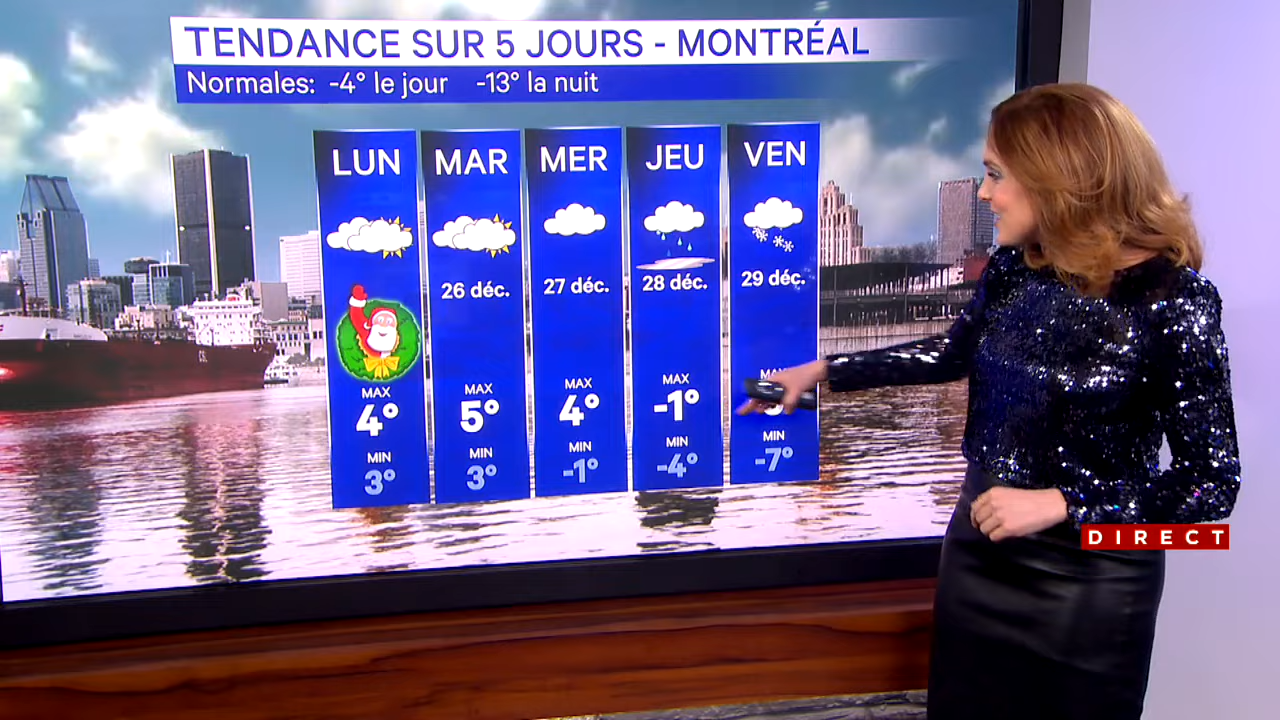 TENDANCE SUR 5 JOURS - MONTRÉAL
Normales: -4° le jour -13° la nuit
LUN
MAX
4°
MIN
3°
MAR
26 déc.
MAX
5°
MIN
3°
MER
27 déc.
MAX
4°
MIN
-1°
JEU
28 déc.
MAX
-1°
MIN
-4°
VEN
29 déc.
MAX
MIN
-7°
DIRECT